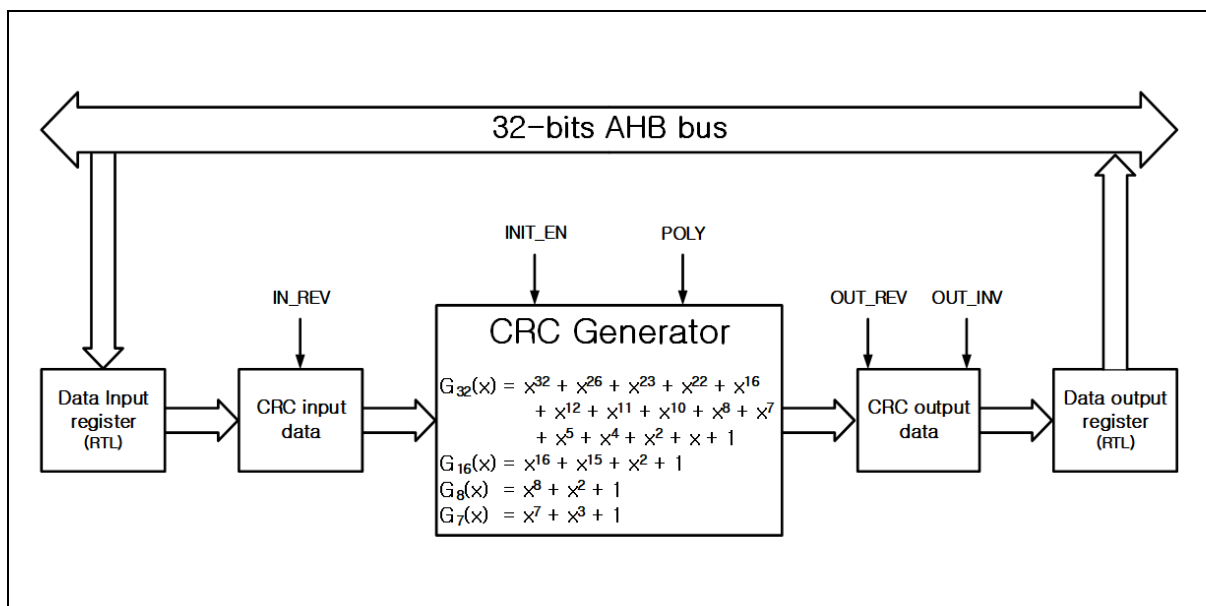 32-bits AHB bus
INIT_EN
POLY
IN_REV
OUT_REV
OUT_INV
Data Input
register
(RTL)
CRC input
data
CRC Generator
G₃₂(x) = x³² + x²⁶ + x²³ + x²² + x¹⁶
+ x¹² + x¹¹ + x¹⁰ + x⁸ + x⁷
+ x⁵ + x⁴ + x² + x + 1
G₁₆(x) = x¹⁶ + x¹⁵ + x² + 1
G₈(x) = x⁸ + x² + 1
G₇(x) = x⁷ + x³ + 1
CRC output
data
Data output
register
(RTL)